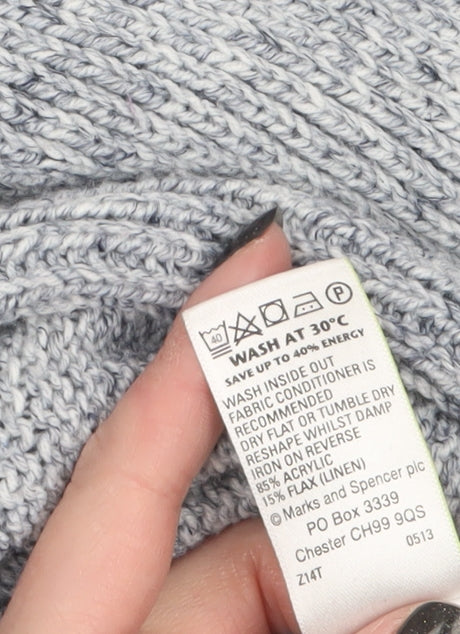 40 P
WASH AT 30°C
SAVE UP TO 40% ENERGY
WASH INSIDE OUT
FABRIC CONDITIONER IS
RECOMMENDED
DRY FLAT OR TUMBLE DRY
RESHAPE WHILST DAMP
IRON ON REVERSE
85% ACRYLIC
15% FLAX (LINEN)
© Marks and Spencer plc
PO Box 3339
Chester CH99 9QS
Z14T 0513